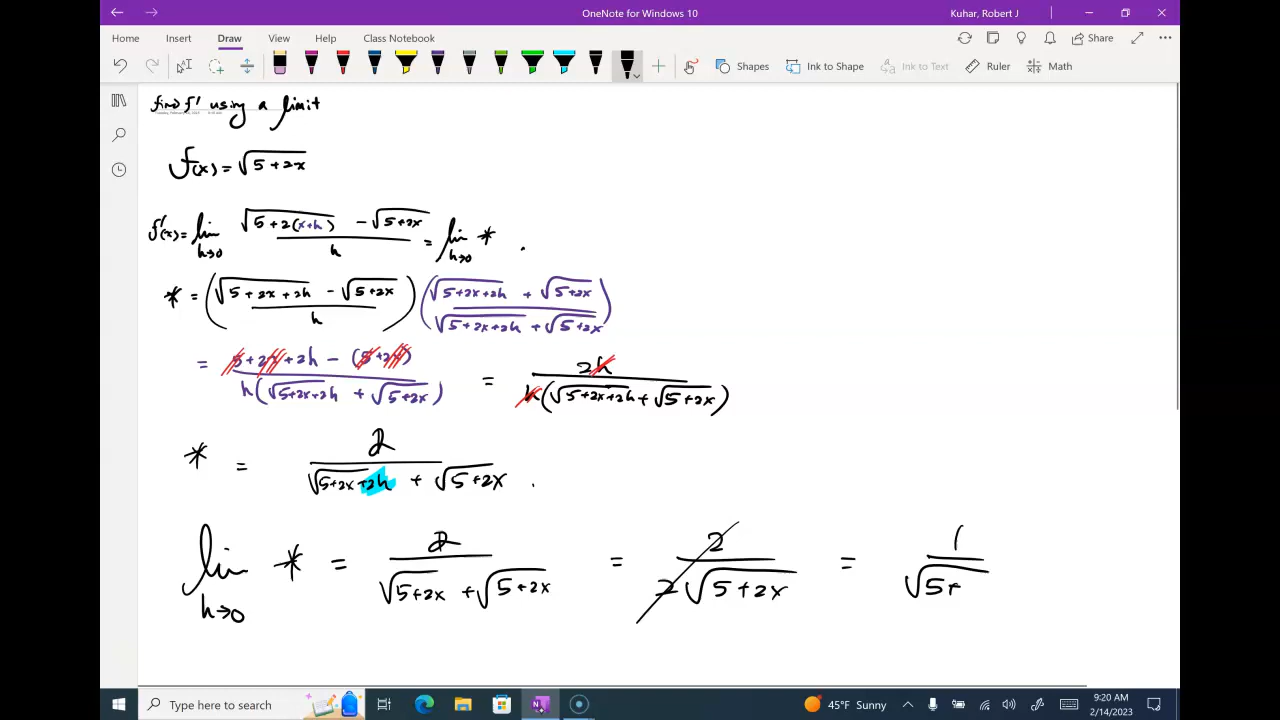 OneNote for Windows 10
Kuhar, Robert J
Home Insert Draw View Help Class Notebook
Share
Shapes Ink to Shape Ink to Text Ruler Math
find f' using a limit
f(x) = √(5+2x)
f'(x) = lim h→0 (√(5+2(x+h)) - √(5+2x))/h = lim h→0 * .
* = ((√(5+2x+2h) - √(5+2x))/h) ((√(5+2x+2h) + √(5+2x))/(√(5+2x+2h) + √(5+2x)))
= (5+2x+2h - (5+2x))/(h(√(5+2x+2h) + √(5+2x))) = 2h/(h(√(5+2x+2h) + √(5+2x)))
* = 2/(√(5+2x+2h) + √(5+2x)) .
lim h→0 * = 2/(√(5+2x) + √(5+2x)) = 2/(2√(5+2x)) = 1/√(5+
Type here to search
45°F Sunny
9:20 AM
2/14/2023